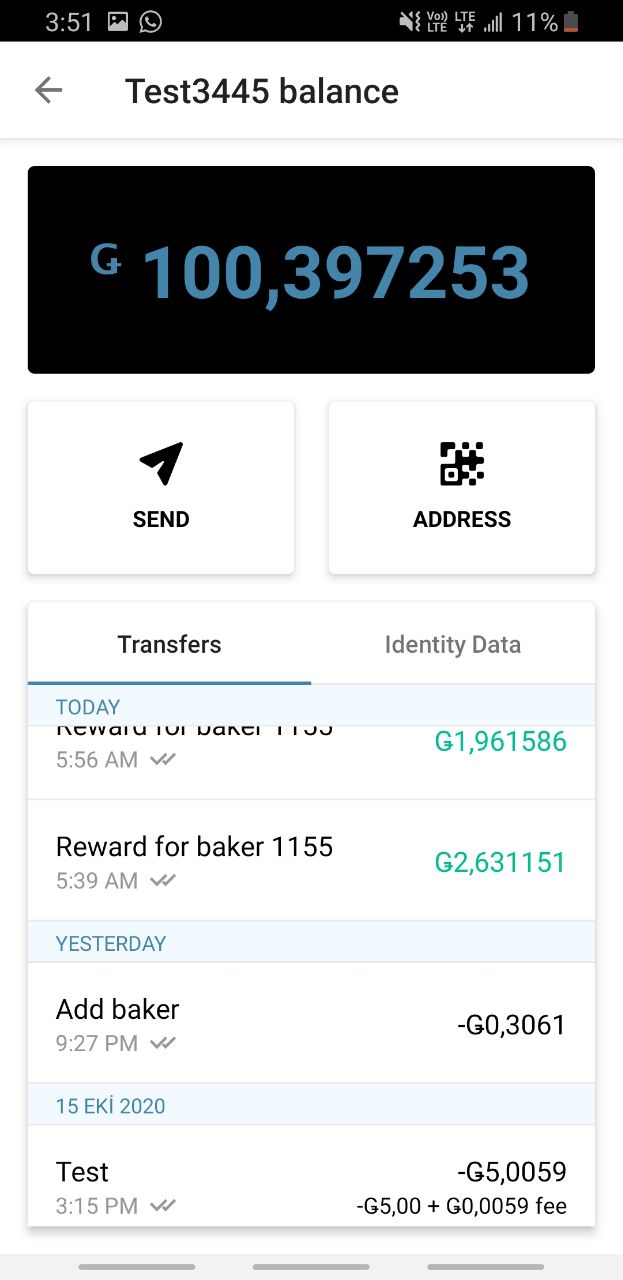 3:51 Vo)) LTE LTE 11%
Test3445 balance
Ǥ 100,397253
SEND
ADDRESS
Transfers
Identity Data
TODAY
Reward for baker 1155
Ǥ1,961586
5:56 AM
Reward for baker 1155
Ǥ2,631151
5:39 AM
YESTERDAY
Add baker
-Ǥ0,3061
9:27 PM
15 EKİ 2020
Test
-Ǥ5,0059
3:15 PM
-Ǥ5,00 + Ǥ0,0059 fee